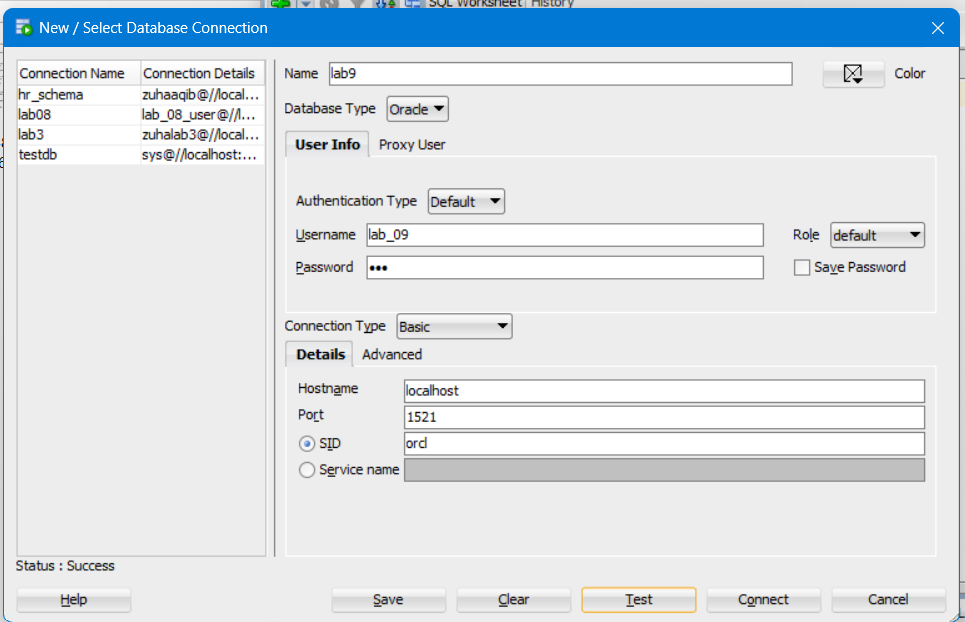 SQL Worksheet History
New / Select Database Connection
Connection Name Connection Details
hr_schema zuhaaqib@//local...
lab08 lab_08_user@//l...
lab3 zuhalab3@//local...
testdb sys@//localhost:...
Name lab9 Color
Database Type Oracle
User Info Proxy User
Authentication Type Default
Username lab_09 Role default
Password ••• Save Password
Connection Type Basic
Details Advanced
Hostname localhost
Port 1521
SID orcl
Service name
Status : Success
Help Save Clear Test Connect Cancel